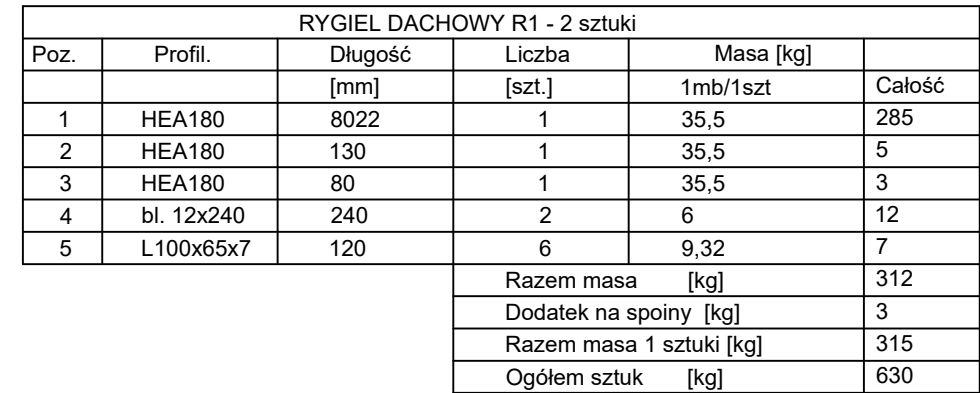 RYGIEL DACHOWY R1 - 2 sztuki
Poz. Profil. Długość Liczba Masa [kg]
[mm] [szt.] 1mb/1szt Całość
1 HEA180 8022 1 35,5 285
2 HEA180 130 1 35,5 5
3 HEA180 80 1 35,5 3
4 bl. 12x240 240 2 6 12
5 L100x65x7 120 6 9,32 7
Razem masa [kg] 312
Dodatek na spoiny [kg] 3
Razem masa 1 sztuki [kg] 315
Ogółem sztuk [kg] 630